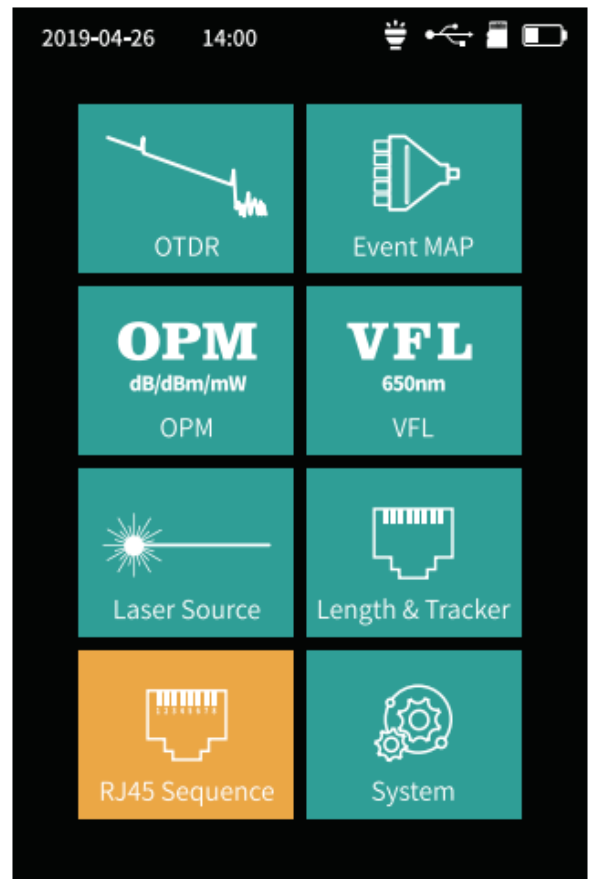 2019-04-26 14:00
OTDR
Event MAP
OPM
dB/dBm/mW
OPM
VFL
650nm
VFL
Laser Source
Length & Tracker
12345678
RJ45 Sequence
System